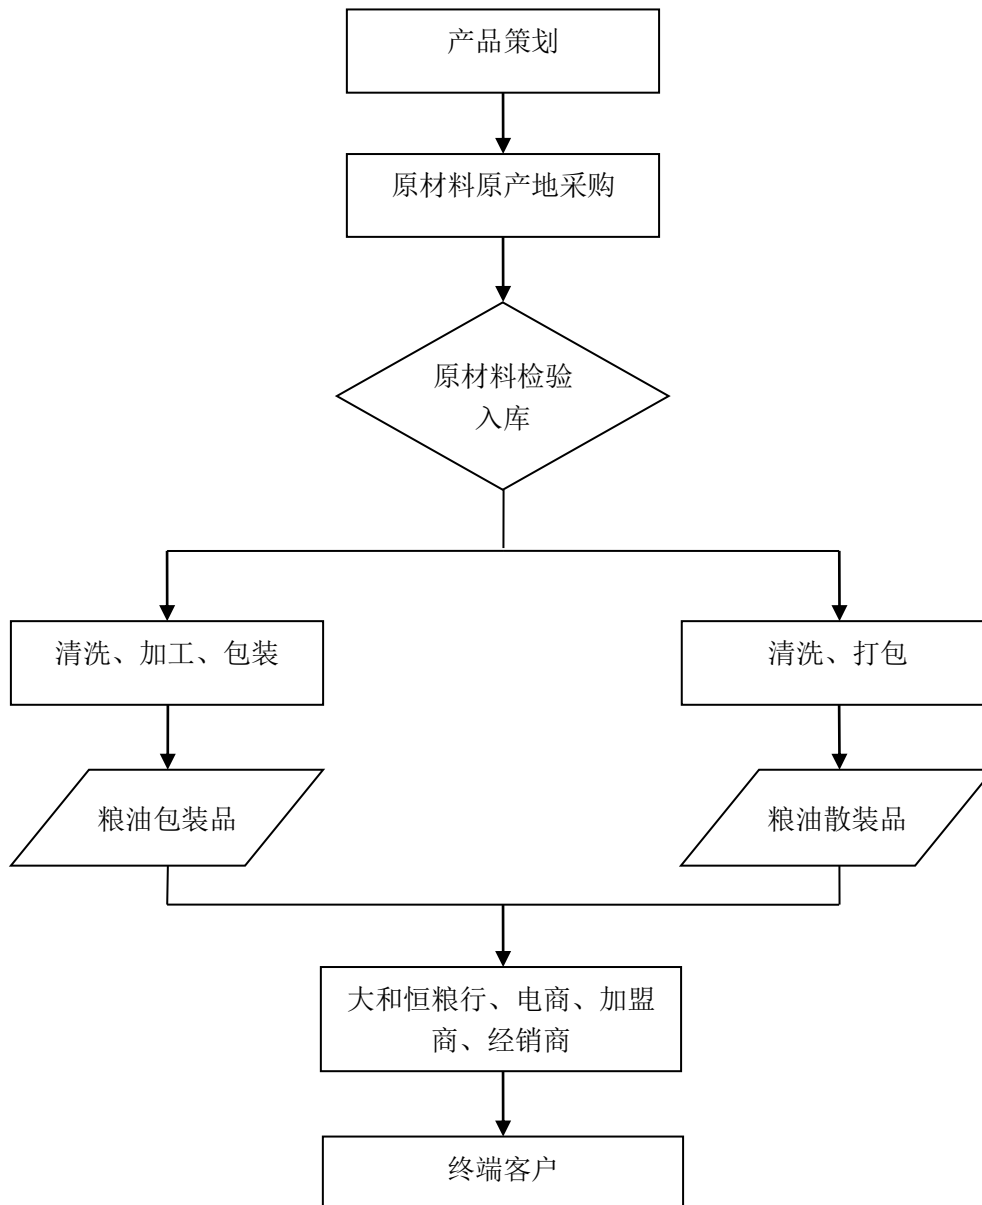 产品策划
原材料原产地采购
原材料检验
入库
清洗、加工、包装
清洗、打包
粮油包装品
粮油散装品
大和恒粮行、电商、加盟
商、经销商
终端客户